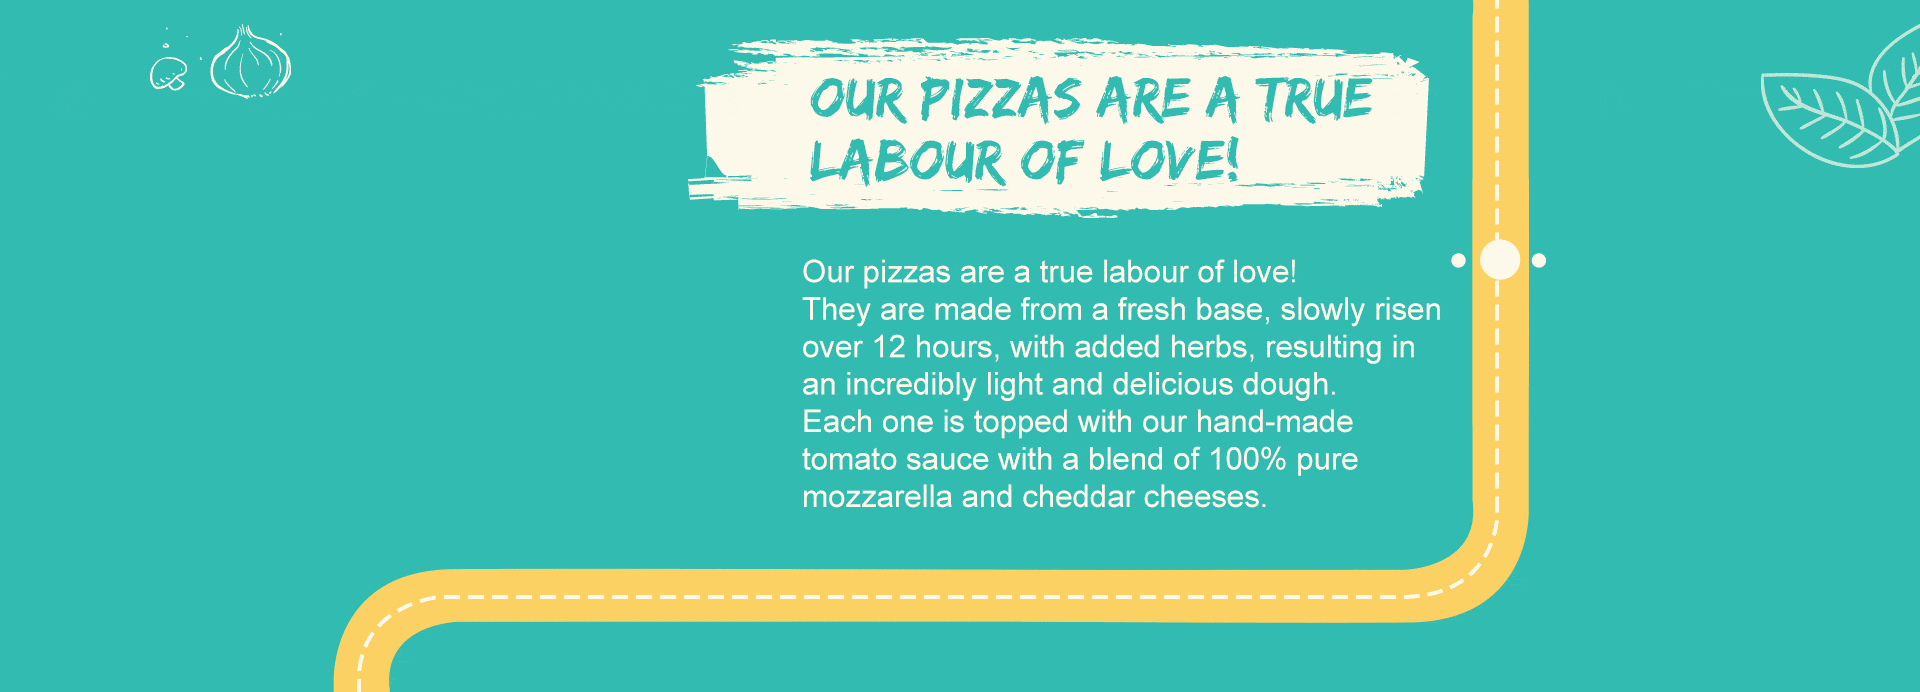 OUR PIZZAS ARE A TRUE
LABOUR OF LOVE!
Our pizzas are a true labour of love!
They are made from a fresh base, slowly risen
over 12 hours, with added herbs, resulting in
an incredibly light and delicious dough.
Each one is topped with our hand-made
tomato sauce with a blend of 100% pure
mozzarella and cheddar cheeses.